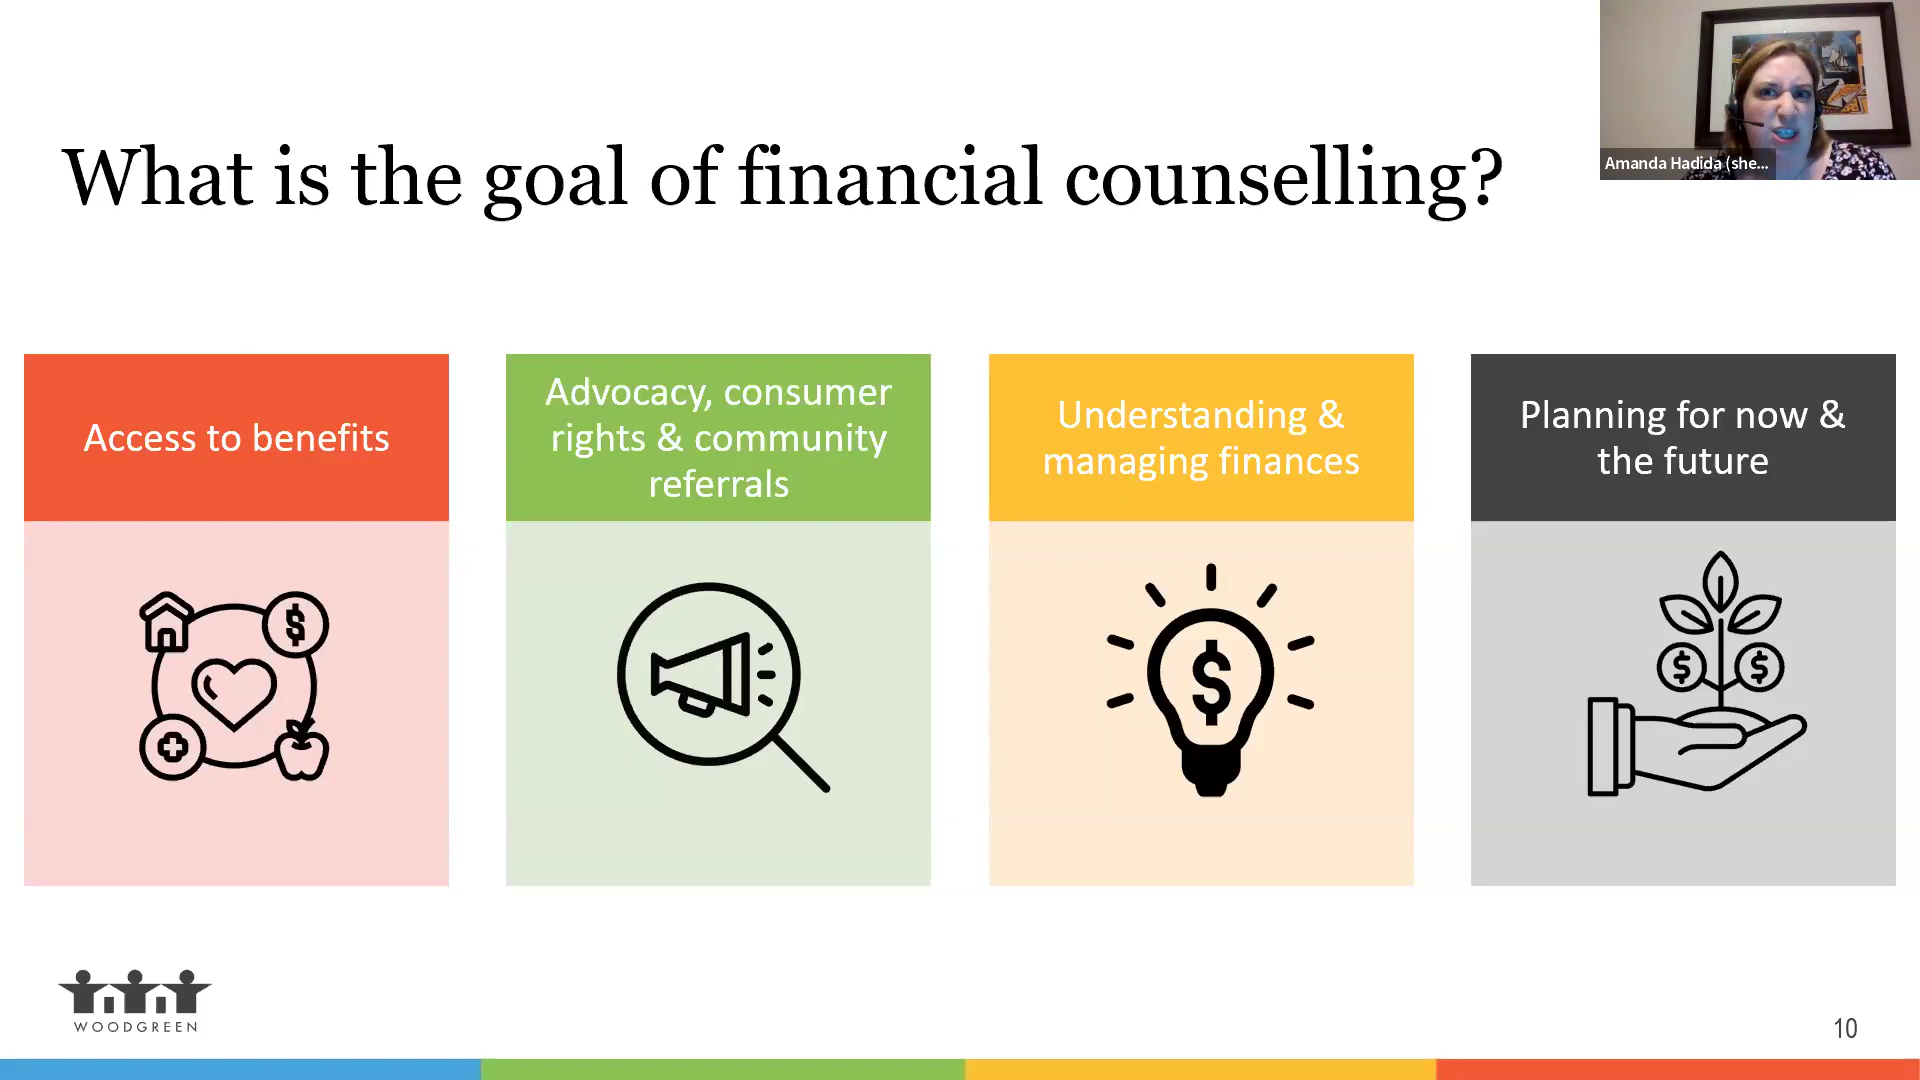 What is the goal of financial counselling?
Amanda Hadida (she...
Access to benefits
Advocacy, consumer
rights & community
referrals
Understanding &
managing finances
Planning for now &
the future
$
$
$
$
WOODGREEN
10